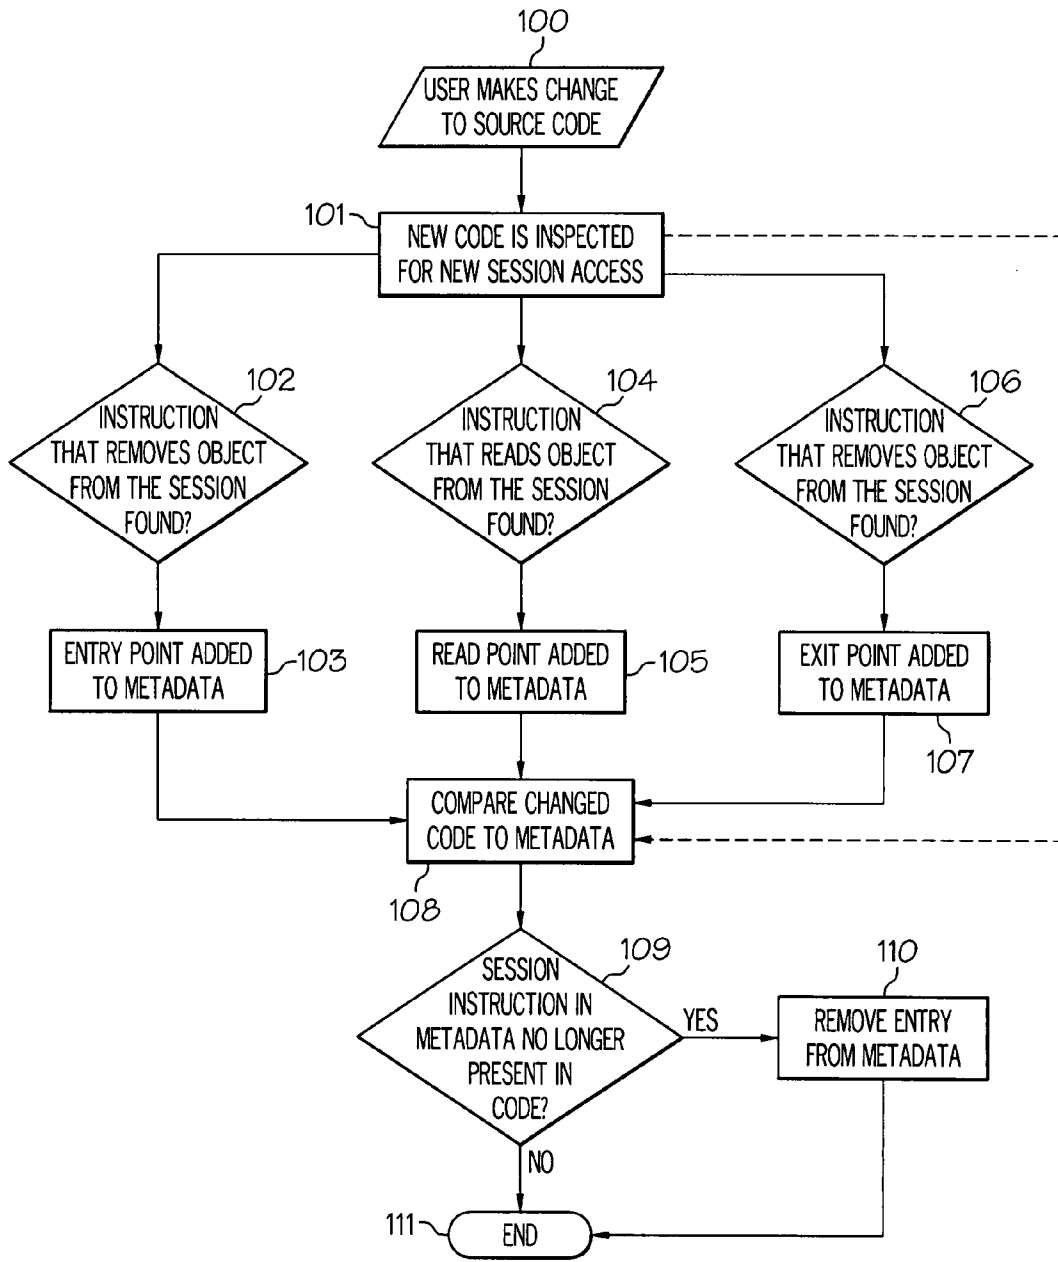 100
USER MAKES CHANGE
TO SOURCE CODE
101
NEW CODE IS INSPECTED
FOR NEW SESSION ACCESS
102
INSTRUCTION
THAT REMOVES OBJECT
FROM THE SESSION
FOUND?
104
INSTRUCTION
THAT READS OBJECT
FROM THE SESSION
FOUND?
106
INSTRUCTION
THAT REMOVES OBJECT
FROM THE SESSION
FOUND?
ENTRY POINT ADDED
TO METADATA
103
READ POINT ADDED
TO METADATA
105
EXIT POINT ADDED
TO METADATA
107
COMPARE CHANGED
CODE TO METADATA
108
109
SESSION
INSTRUCTION IN
METADATA NO LONGER
PRESENT IN
CODE?
YES
110
REMOVE ENTRY
FROM METADATA
NO
111
END